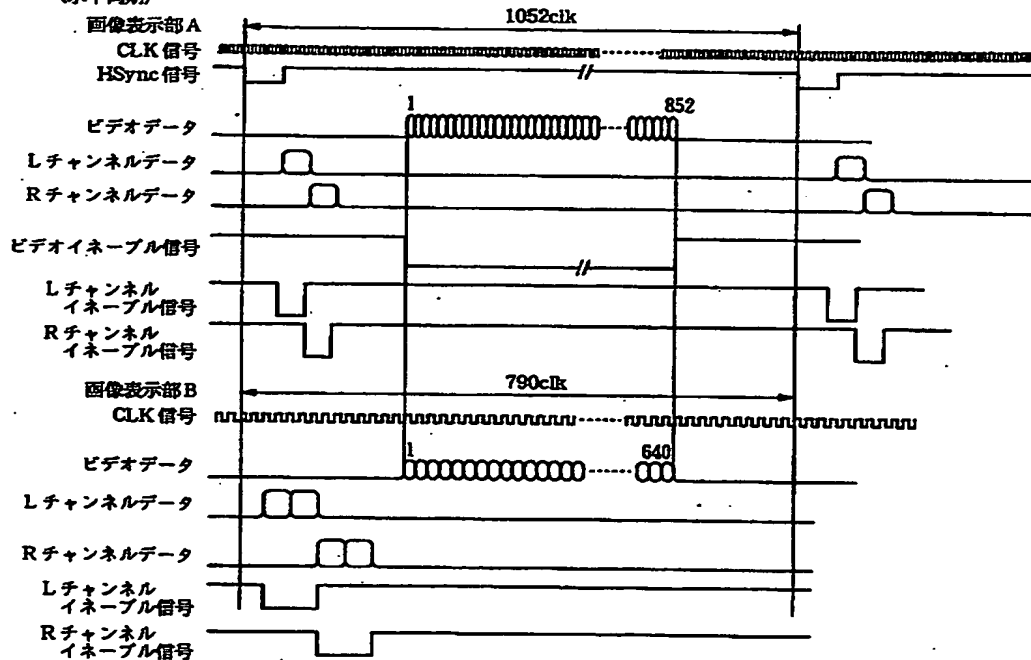 画像表示部A
1052clk
CLK信号
HSync信号
1
852
ビデオデータ
Lチャンネルデータ
Rチャンネルデータ
ビデオイネーブル信号
Lチャンネル
イネーブル信号
Rチャンネル
イネーブル信号
画像表示部B
790clk
CLK信号
1
640
ビデオデータ
Lチャンネルデータ
Rチャンネルデータ
Lチャンネル
イネーブル信号
Rチャンネル
イネーブル信号